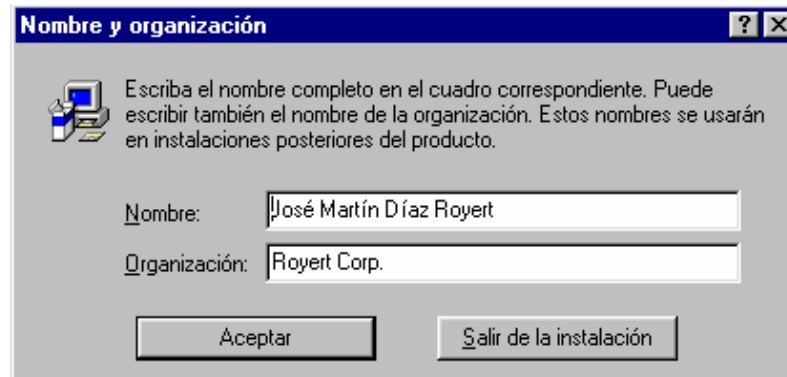 Nombre y organización
Escriba el nombre completo en el cuadro correspondiente. Puede
escribir también el nombre de la organización. Estos nombres se usarán
en instalaciones posteriores del producto.
Nombre: José Martín Díaz Royert
Organización: Royert Corp.
Aceptar Salir de la instalación